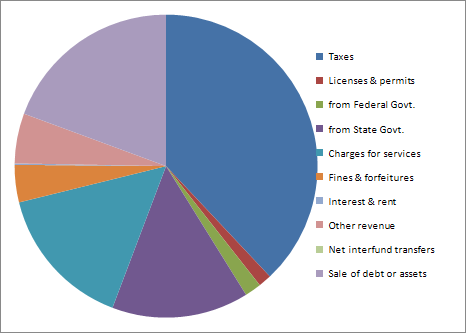 Taxes
Licenses & permits
from Federal Govt.
from State Govt.
Charges for services
Fines & forfeitures
Interest & rent
Other revenue
Net interfund transfers
Sale of debt or assets